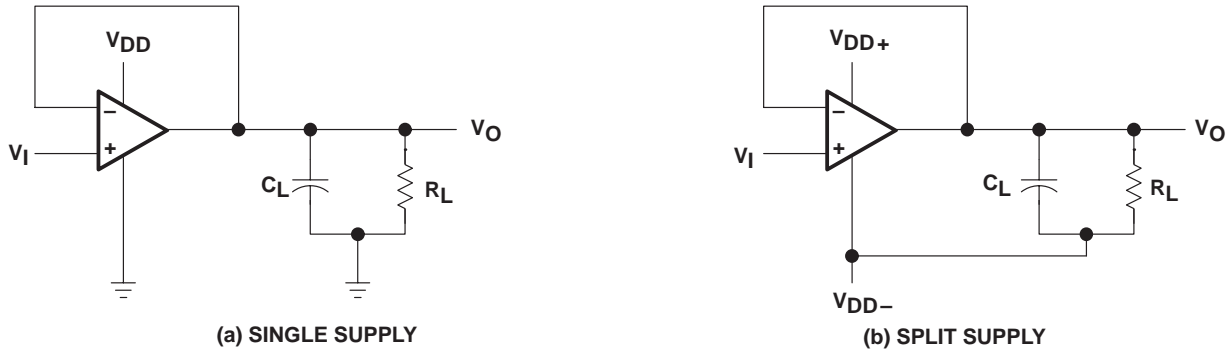 VDD
−
+
VI
VO
CL
RL
(a) SINGLE SUPPLY
VDD+
−
+
VI
VO
CL
RL
VDD−
(b) SPLIT SUPPLY